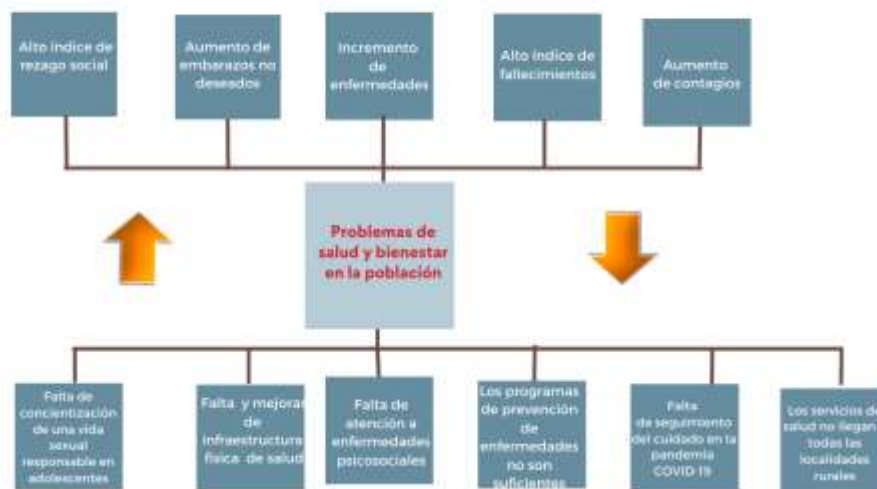 Alto índice de
rezago social
Aumento de
embarazos no
deseados
Incremento
de
enfermedades
Alto índice de
fallecimientos
Aumento
de contagios
Problemas de
salud y bienestar
en la población
Falta de
concientización
de una vida
sexual
responsable en
adolescentes
Falta y mejorar
de
infraestructura
física de salud
Falta de
atención a
enfermedades
psicosociales
Los programas
de prevención
de
enfermedades
no son
suficientes
Falta
de seguimiento
del cuidado en la
pandemia
COVID 19
Los servicios de
salud no llegan
todas las
localidades
rurales